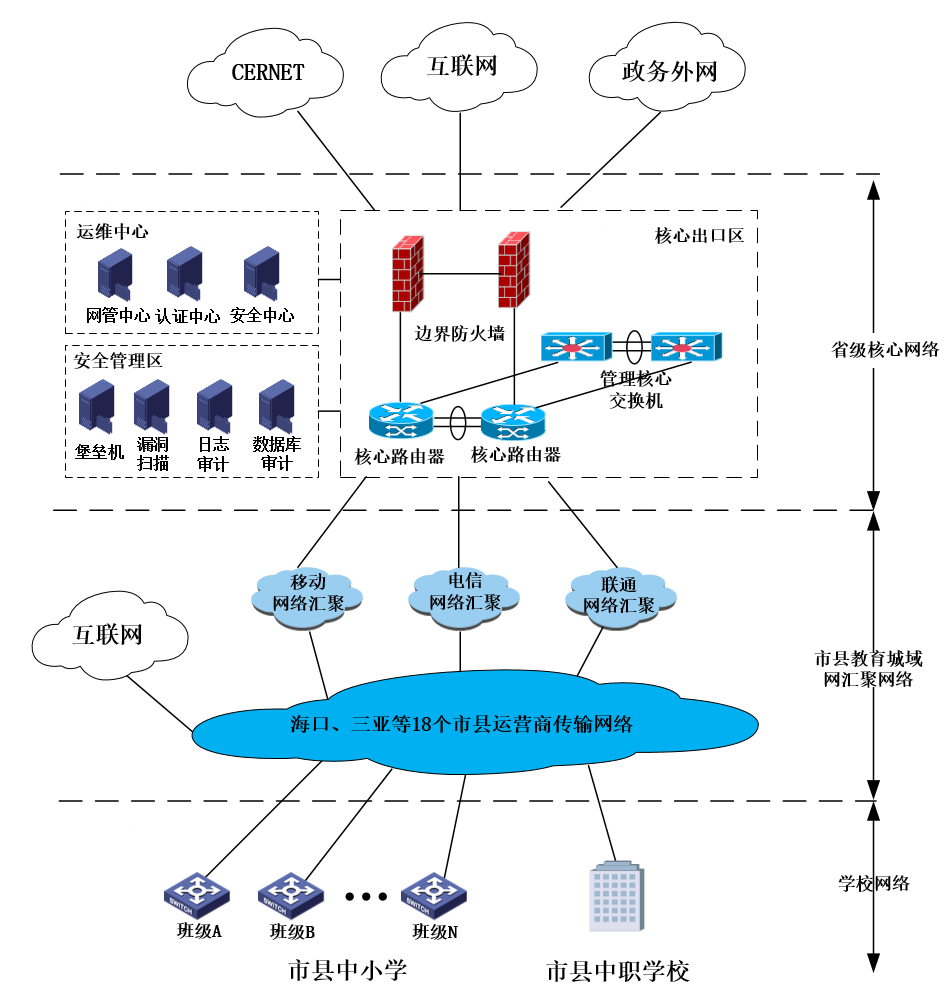 CERNET
互联网
政务外网
运维中心
网管中心
认证中心
安全中心
安全管理区
堡垒机
漏洞
扫描
日志
审计
数据库
审计
核心出口区
边界防火墙
管理核心
交换机
核心路由器
核心路由器
省级核心网络
移动
网络汇聚
电信
网络汇聚
联通
网络汇聚
互联网
海口、三亚等18个市县运营商传输网络
市县教育城域
网汇聚网络
SWITCH
SWITCH
SWITCH
班级A
班级B
班级N
学校网络
市县中小学
市县中职学校